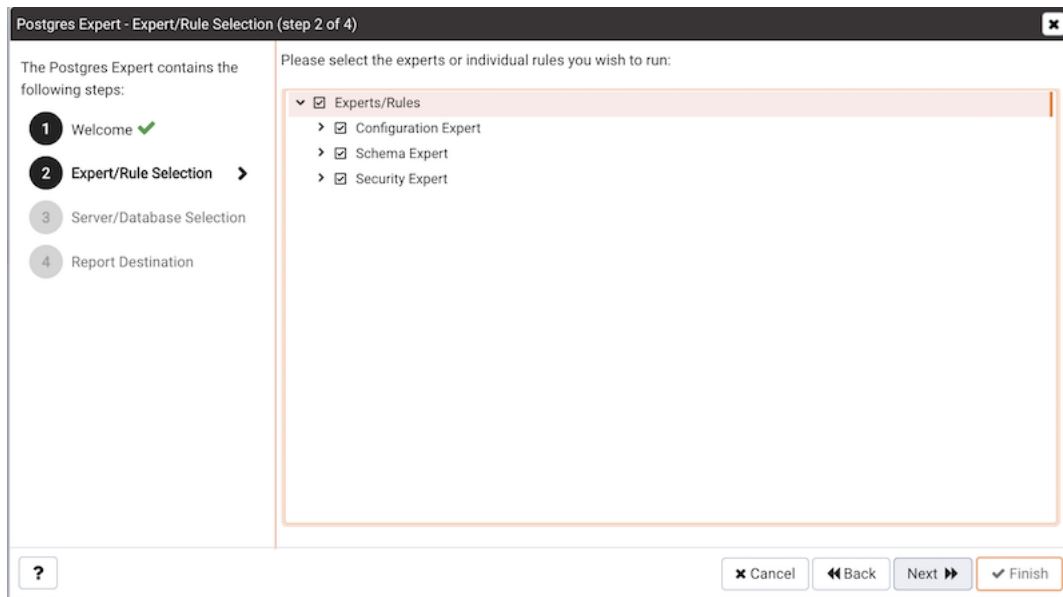 Postgres Expert - Expert/Rule Selection (step 2 of 4)
The Postgres Expert contains the
following steps:
1 Welcome
2 Expert/Rule Selection
3 Server/Database Selection
4 Report Destination
Please select the experts or individual rules you wish to run:
Experts/Rules
Configuration Expert
Schema Expert
Security Expert
?
Cancel
Back
Next
Finish